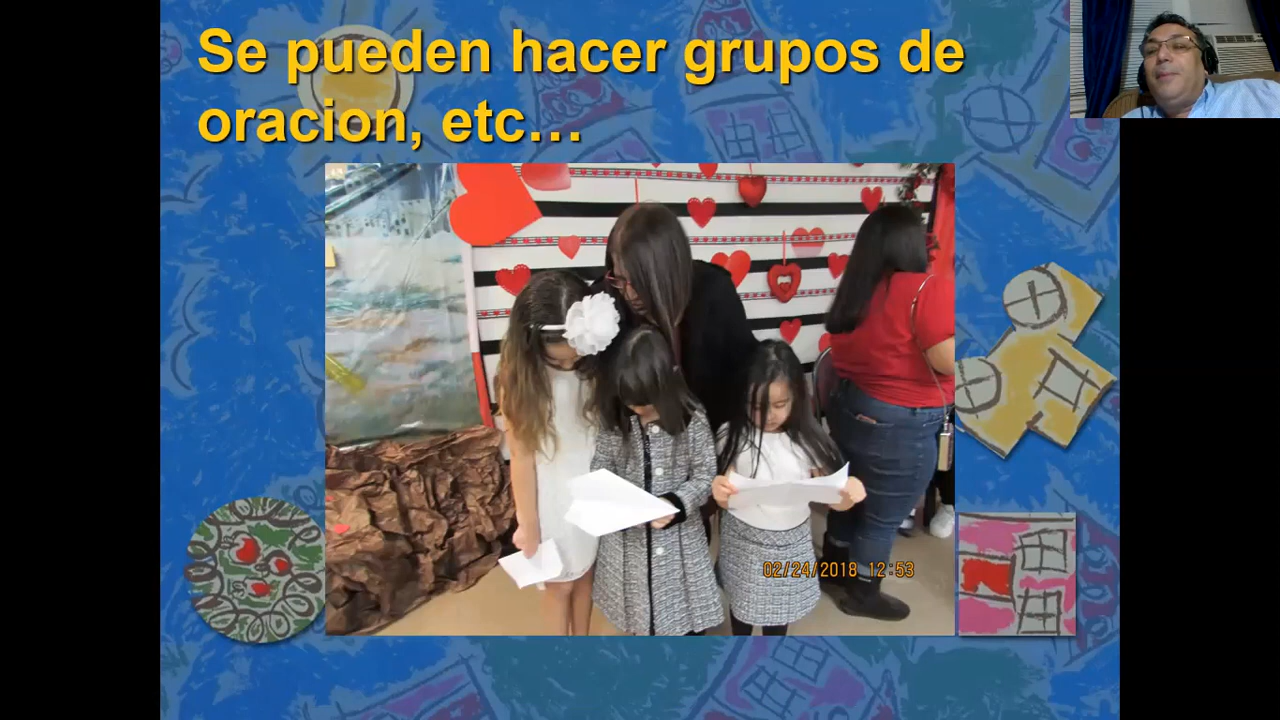 Se pueden hacer grupos de
oracion, etc…
02/24/2018 12:53